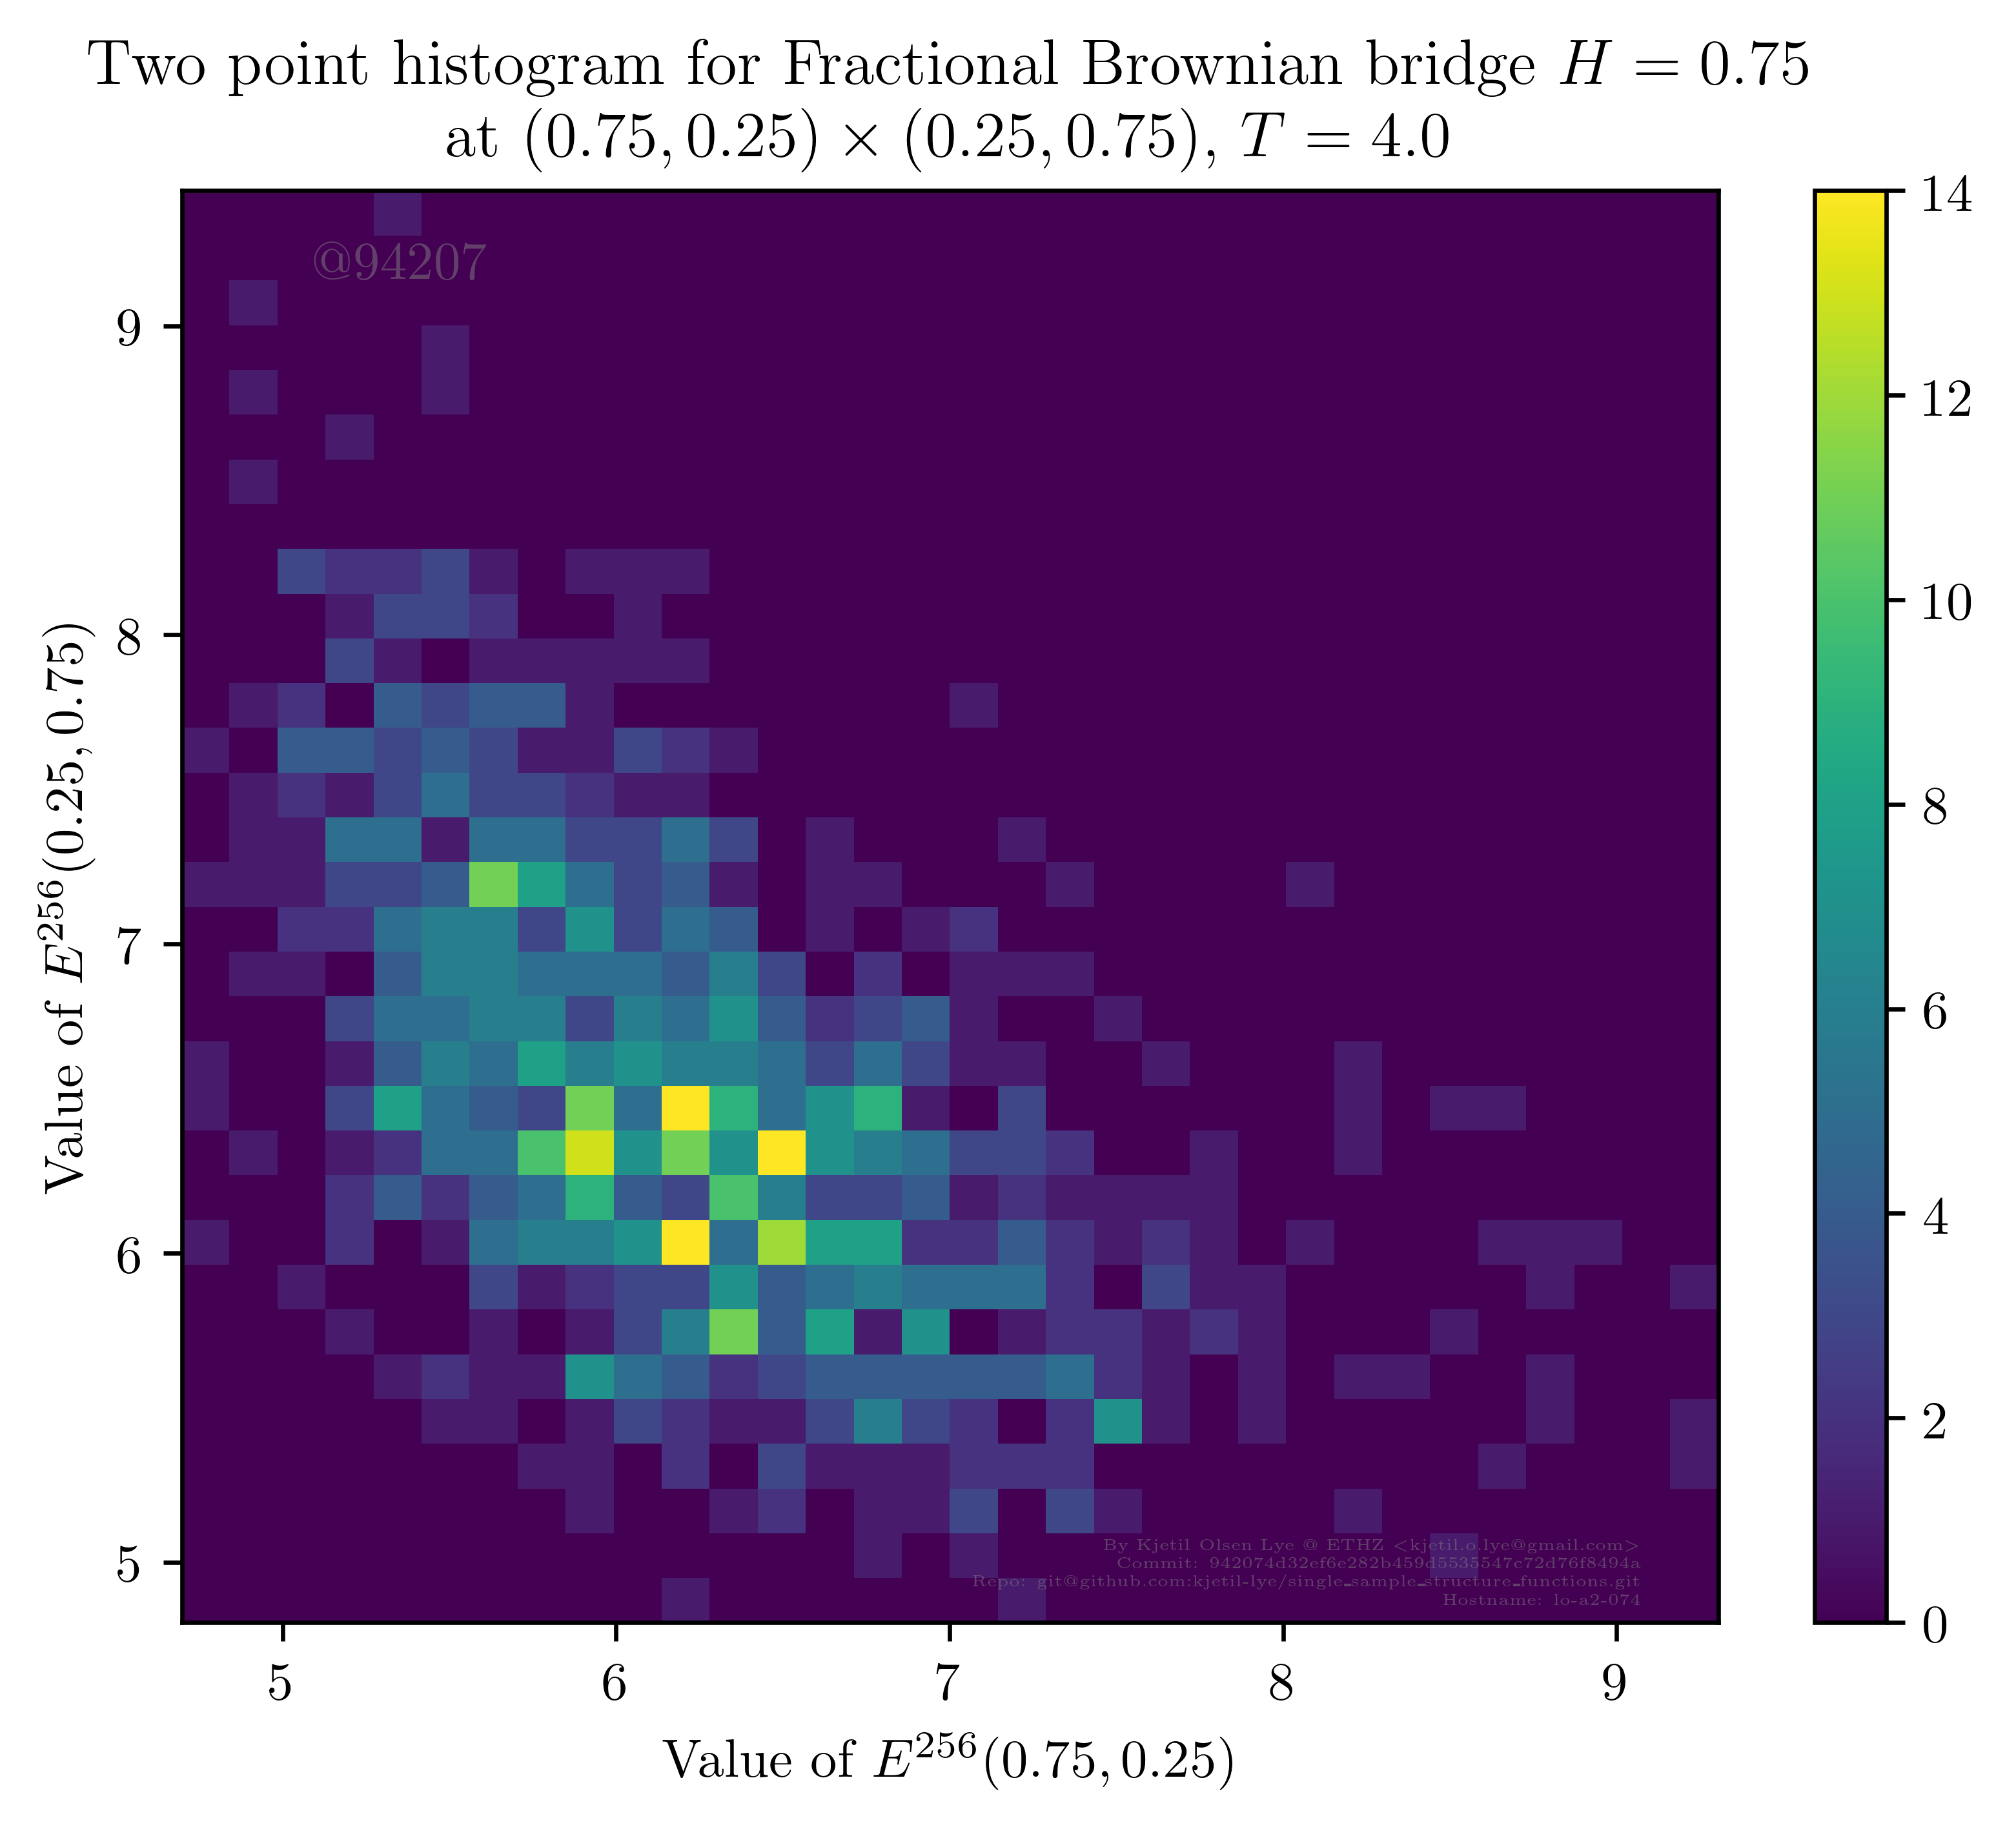 Two point histogram for Fractional Brownian bridge H = 0.75
at (0.75, 0.25) × (0.25, 0.75), T = 4.0
@94207
14
12
10
8
6
4
2
0
9
8
7
6
5
Value of E^256(0.25, 0.75)
By Kjetil Olsen Lye @ ETHZ <kjetil.o.lye@gmail.com>
Commit: 942074d32ef6e282b459d5535547c72d76f8494a
Repo: git@github.com:kjetil-lye/single_sample_structure_functions.git
Hostname: lo-a2-074
5 6 7 8 9
Value of E^256(0.75, 0.25)